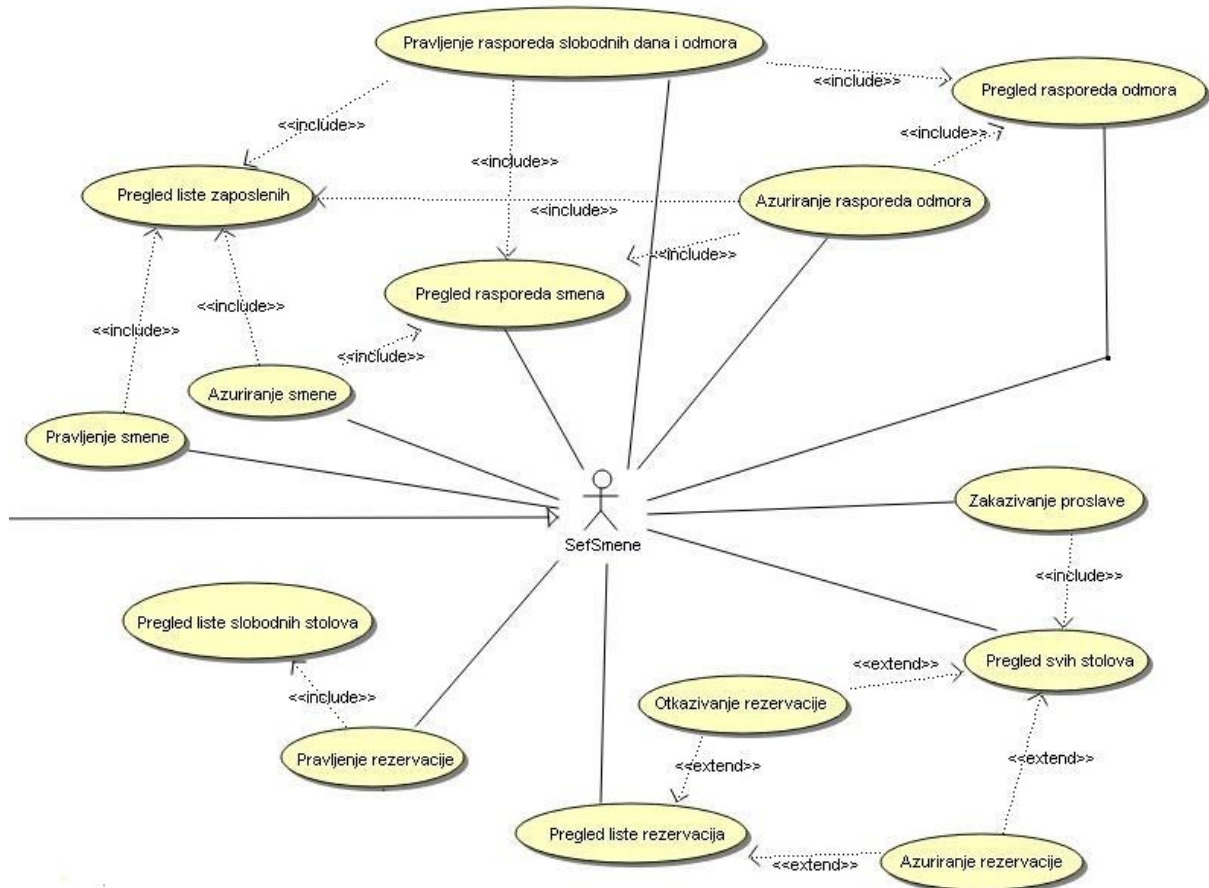 Pravljenje rasporeda slobodnih dana i odmora
<<include>>
Pregled rasporeda odmora
<<include>>
<<include>>
<<include>>
Pregled liste zaposlenih
Azuriranje rasporeda odmora
<<include>>
<<include>>
Pregled rasporeda smena
<<include>>
<<include>>
<<include>>
Azuriranje smene
Pravljenje smene
Zakazivanje proslave
SefSmene
<<include>>
Pregled liste slobodnih stolova
Pregled svih stolova
<<extend>>
<<include>>
Otkazivanje rezervacije
Pravljenje rezervacije
<<extend>>
<<extend>>
Pregled liste rezervacija
<<extend>>
Azuriranje rezervacije